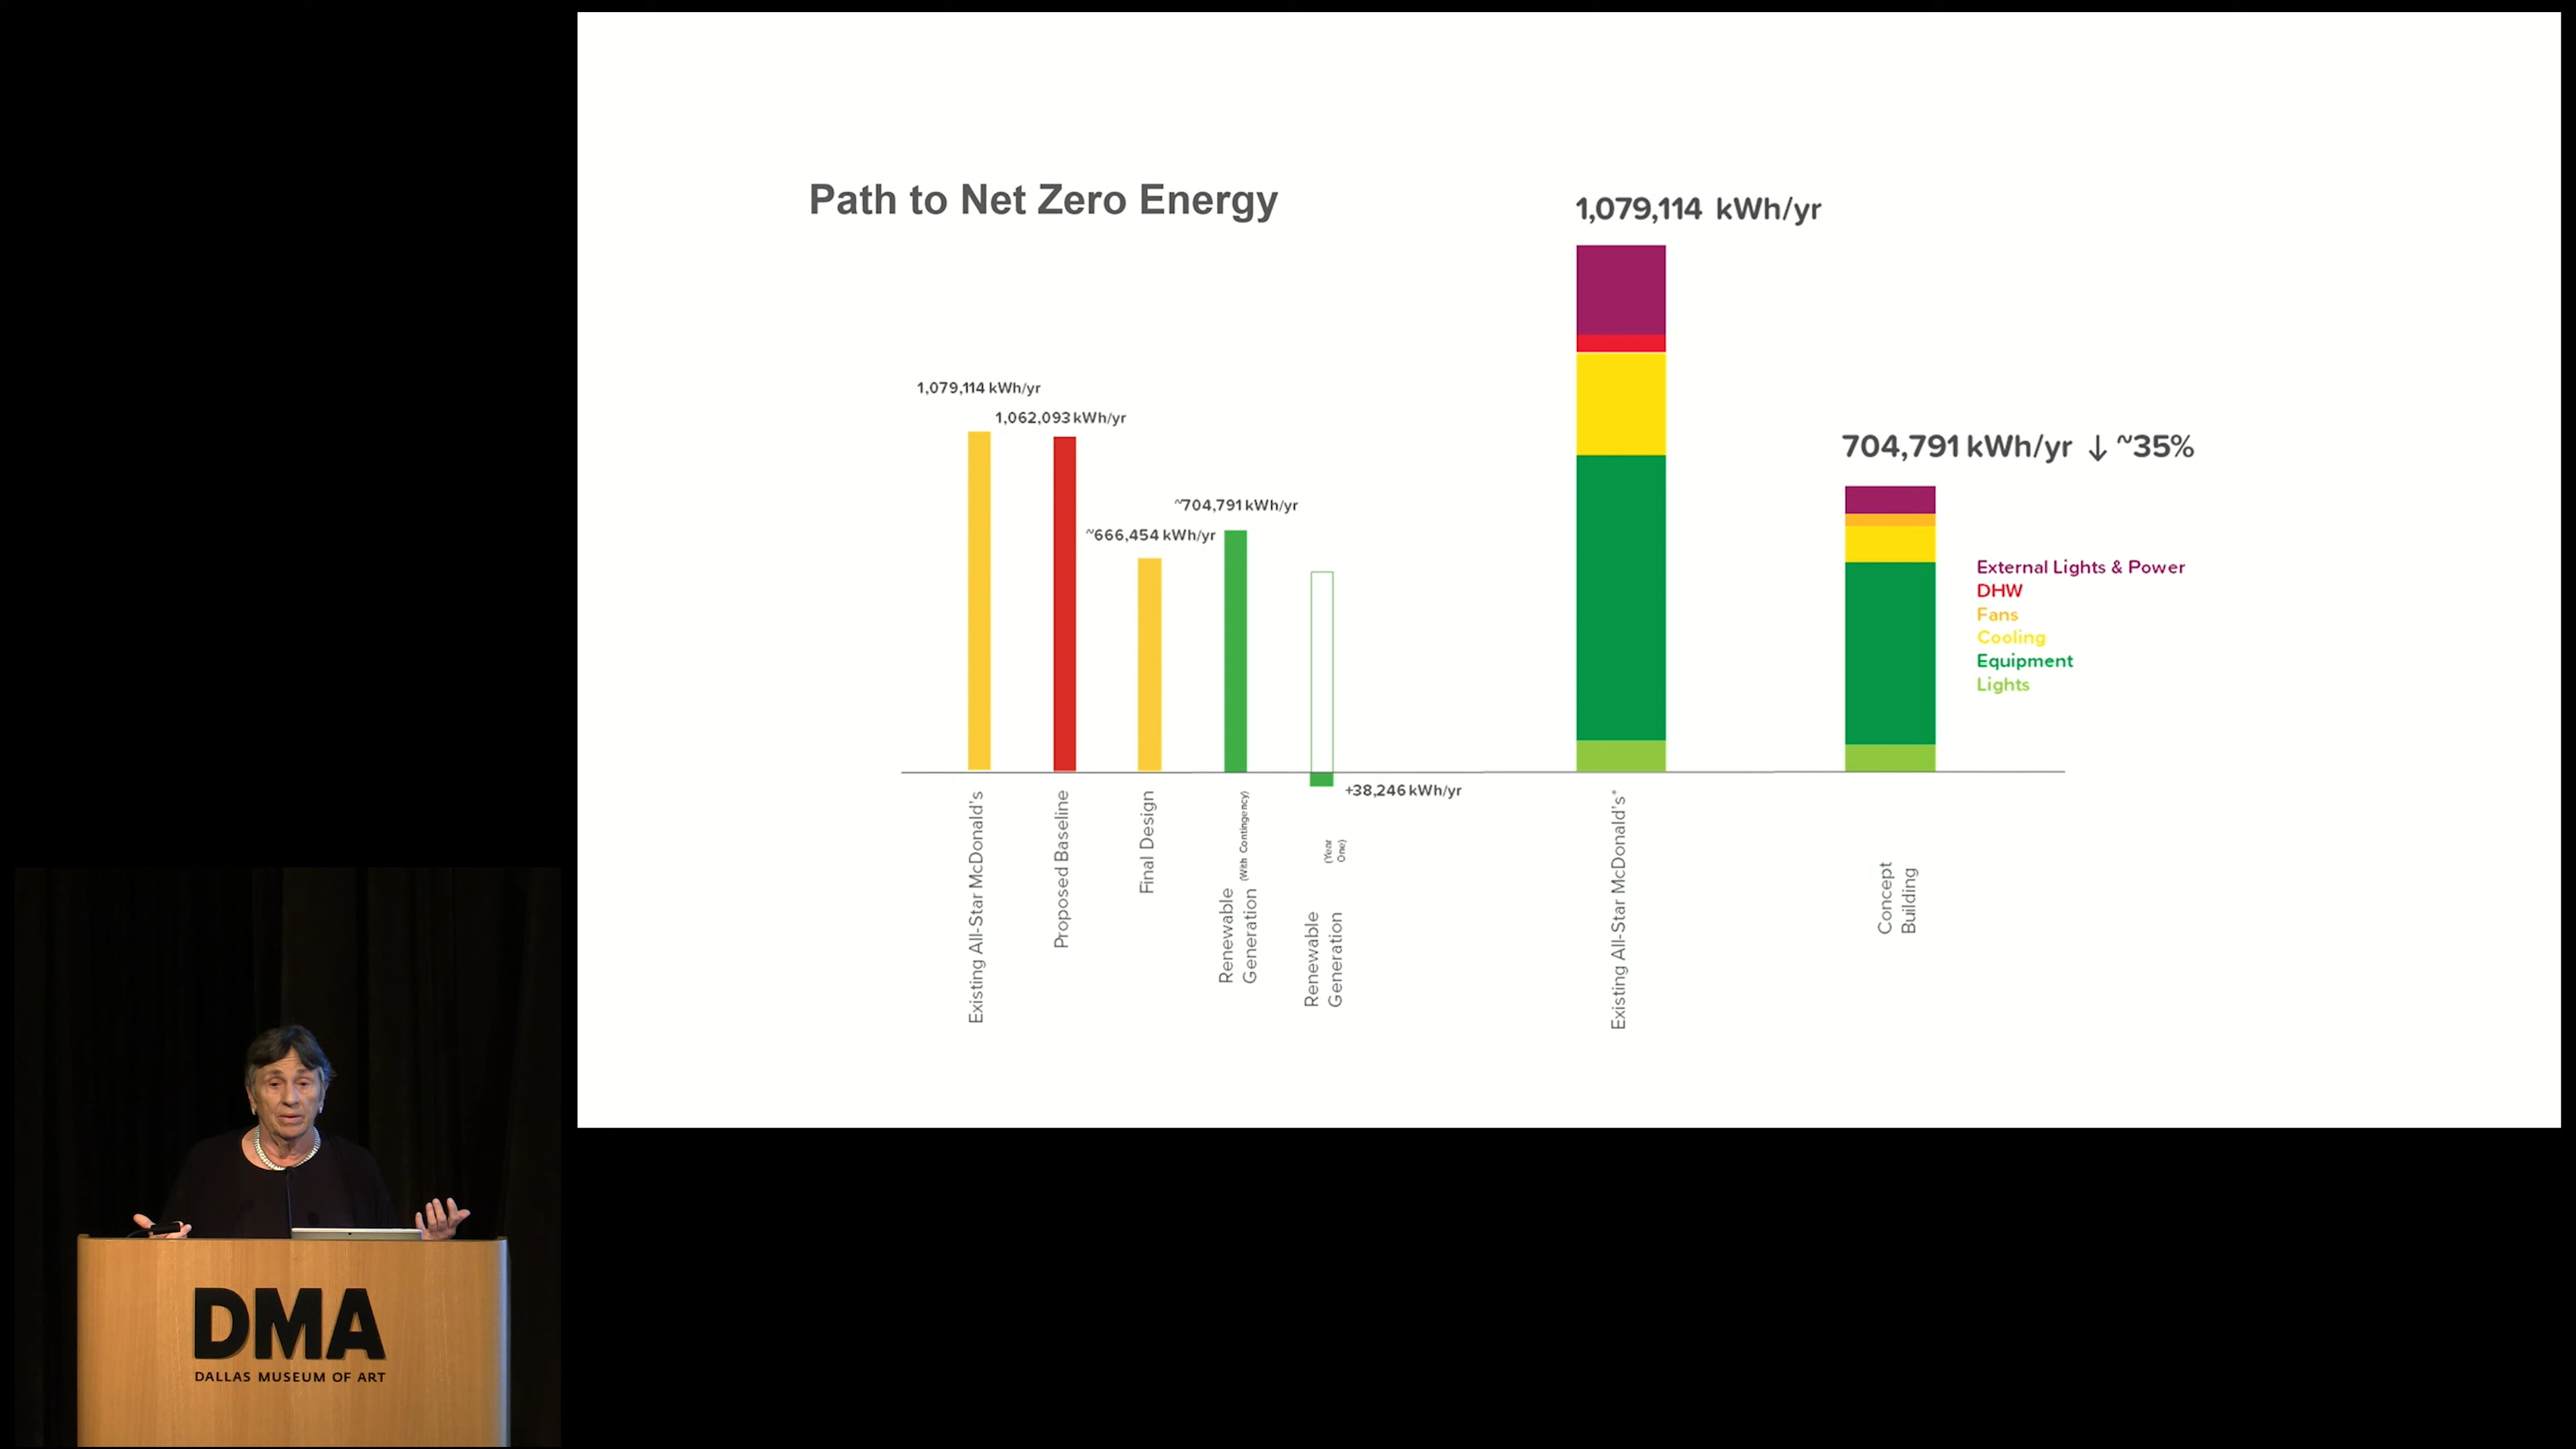 Path to Net Zero Energy
1,079,114 kWh/yr
1,062,093 kWh/yr
~666,454 kWh/yr
~704,791 kWh/yr
+38,246 kWh/yr
Existing All-Star McDonald's
Proposed Baseline
Final Design
Renewable
Generation (With Contingency)
Renewable
Generation
(Year
One)
1,079,114 kWh/yr
704,791 kWh/yr ↓ ~35%
External Lights & Power
DHW
Fans
Cooling
Equipment
Lights
Existing All-Star McDonald's*
Concept
Building
DMA
DALLAS MUSEUM OF ART